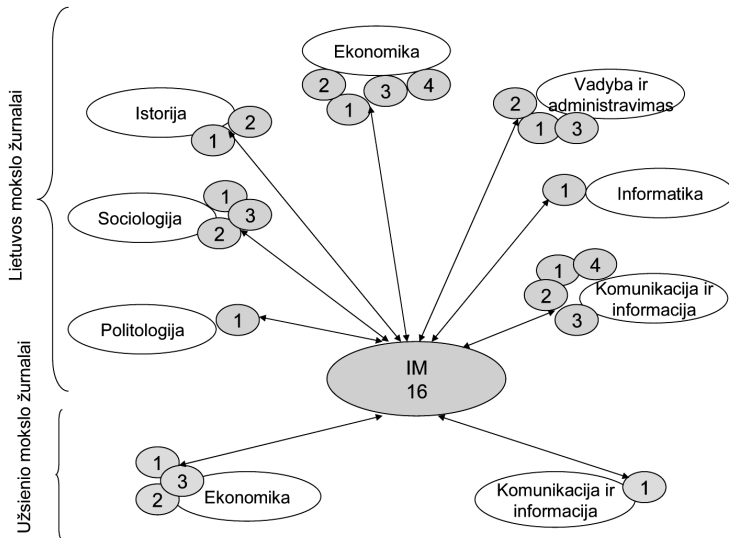 Lietuvos mokslo žurnalai
Užsienio mokslo žurnalai
Ekonomika
2
1
3
4
Vadyba ir
administravimas
2
1
3
Istorija
1
2
Informatika
1
Sociologija
1
3
2
Komunikacija ir
informacija
1
4
2
3
Politologija
1
IM
16
Ekonomika
1
3
2
Komunikacija ir
informacija
1